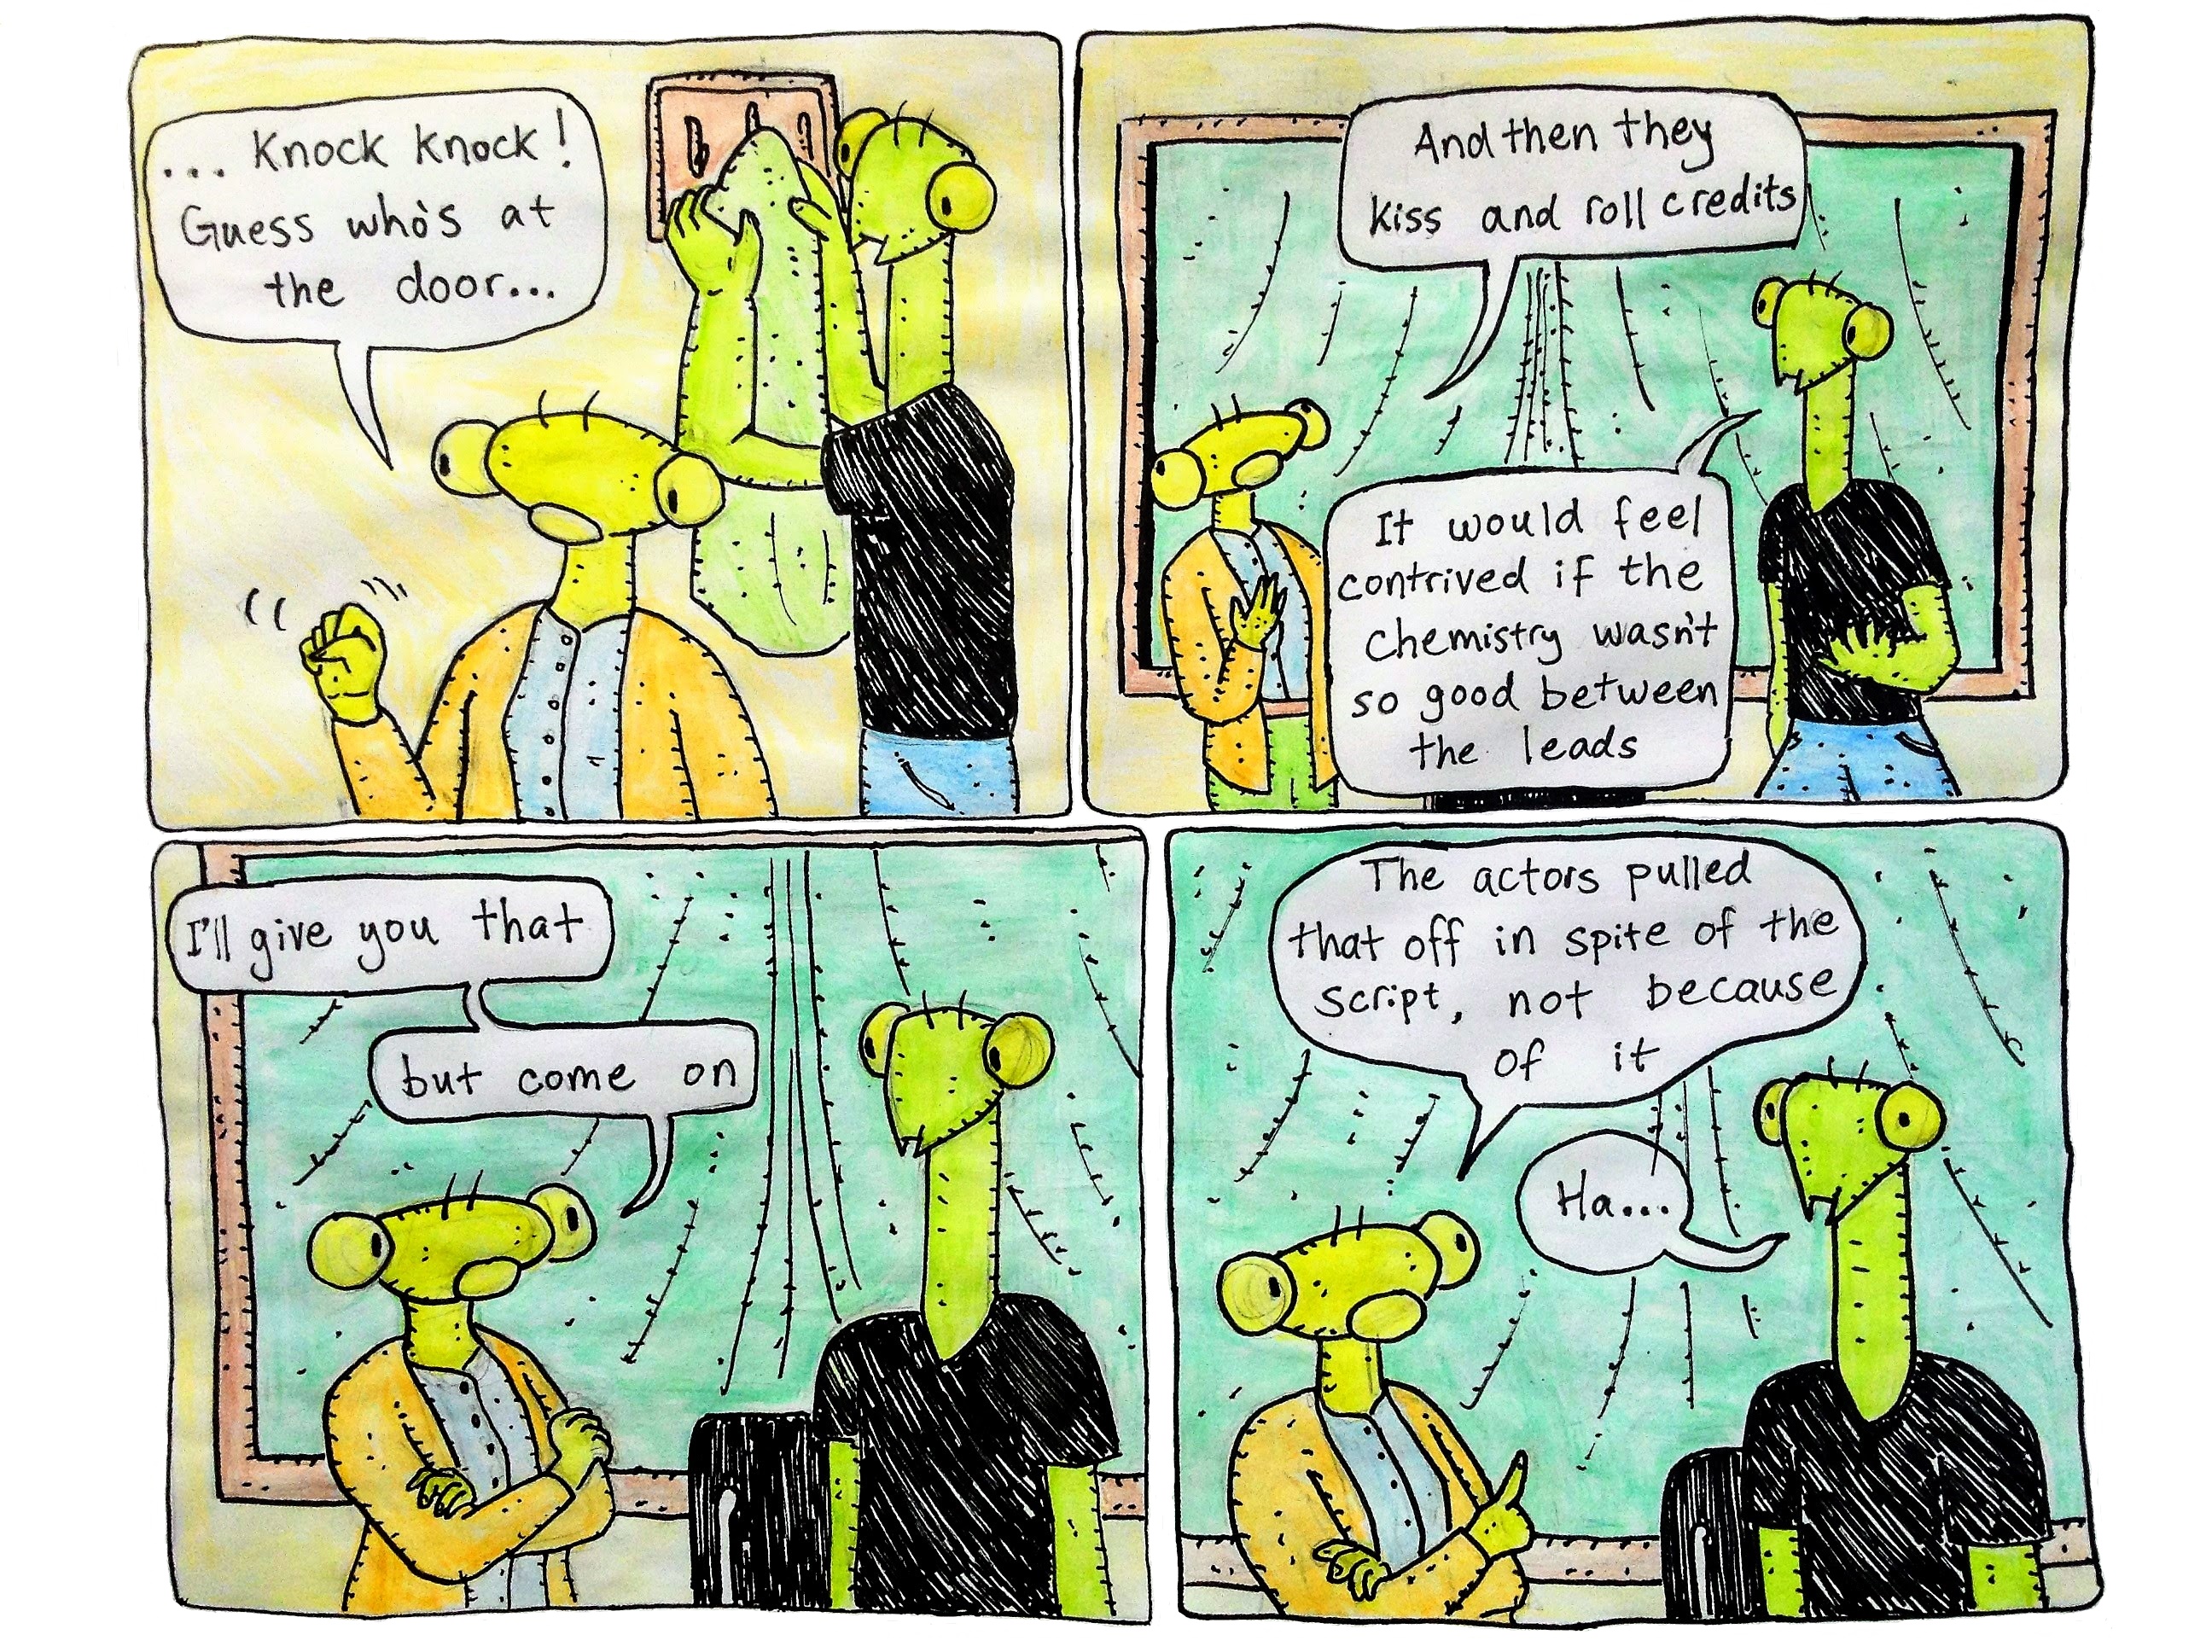 ... Knock knock!
Guess who's at
the door...
And then they
kiss and roll credits
It would feel
contrived if the
chemistry wasn't
so good between
the leads
I'll give you that
but come on
The actors pulled
that off in spite of the
script, not because
of it
Ha...